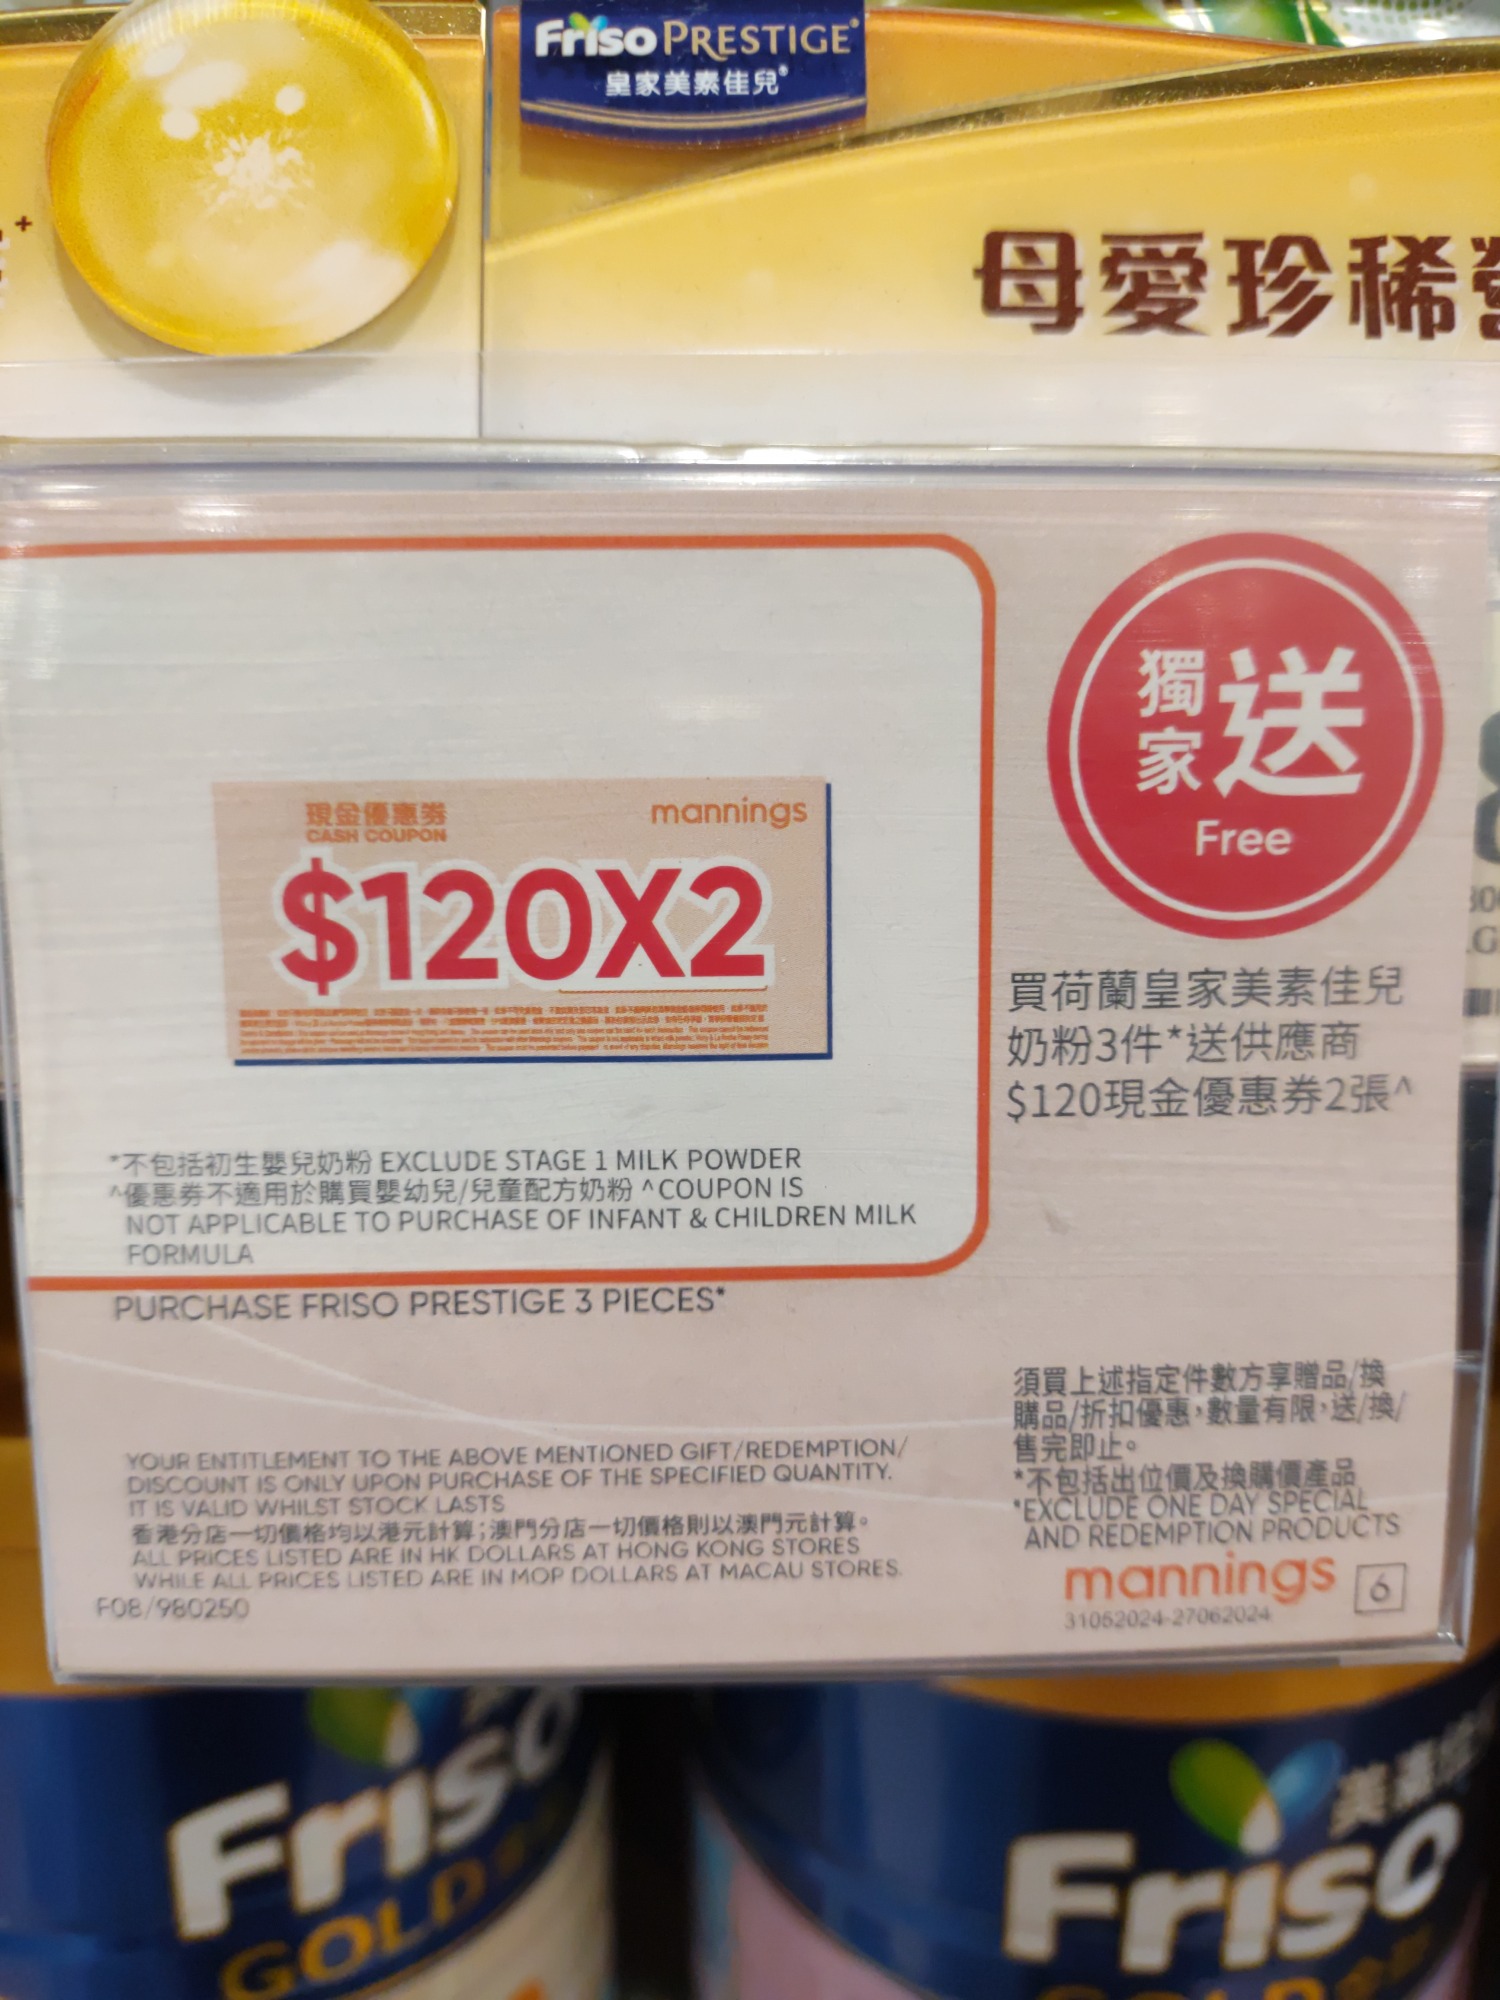 Friso PRESTIGE®
皇家美素佳兒®
母愛珍稀
獨家送
Free
現金優惠券
CASH COUPON
mannings
$120X2
買荷蘭皇家美素佳兒
奶粉3件*送供應商
$120現金優惠券2張^
*不包括初生嬰兒奶粉 EXCLUDE STAGE 1 MILK POWDER
^優惠券不適用於購買嬰幼兒/兒童配方奶粉 ^COUPON IS
NOT APPLICABLE TO PURCHASE OF INFANT & CHILDREN MILK
FORMULA
PURCHASE FRISO PRESTIGE 3 PIECES*
須買上述指定件數方享贈品/換
購品/折扣優惠，數量有限，送/換/
售完即止。
*不包括出位價及換購價產品
*EXCLUDE ONE DAY SPECIAL
AND REDEMPTION PRODUCTS
YOUR ENTITLEMENT TO THE ABOVE MENTIONED GIFT/REDEMPTION/
DISCOUNT IS ONLY UPON PURCHASE OF THE SPECIFIED QUANTITY.
IT IS VALID WHILST STOCK LASTS
香港分店一切價格均以港元計算；澳門分店一切價格則以澳門元計算。
ALL PRICES LISTED ARE IN HK DOLLARS AT HONG KONG STORES
WHILE ALL PRICES LISTED ARE IN MOP DOLLARS AT MACAU STORES.
F08/980250
mannings 6
31052024-27062024
Friso
GOLD
美素佳
Friso
GOLD